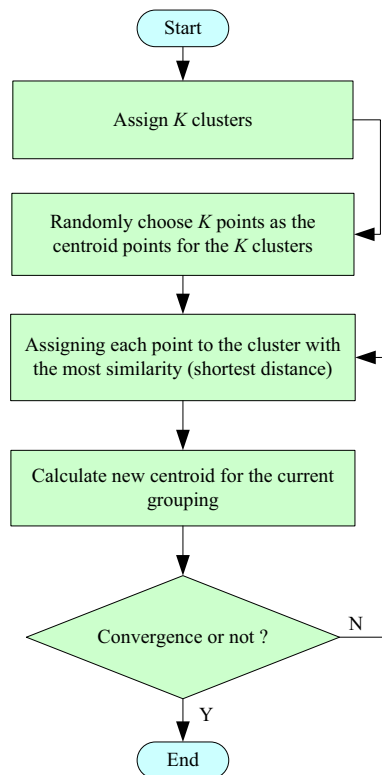 Start
Assign K clusters
Randomly choose K points as the
centroid points for the K clusters
Assigning each point to the cluster with
the most similarity (shortest distance)
Calculate new centroid for the current
grouping
Convergence or not ?
N
Y
End